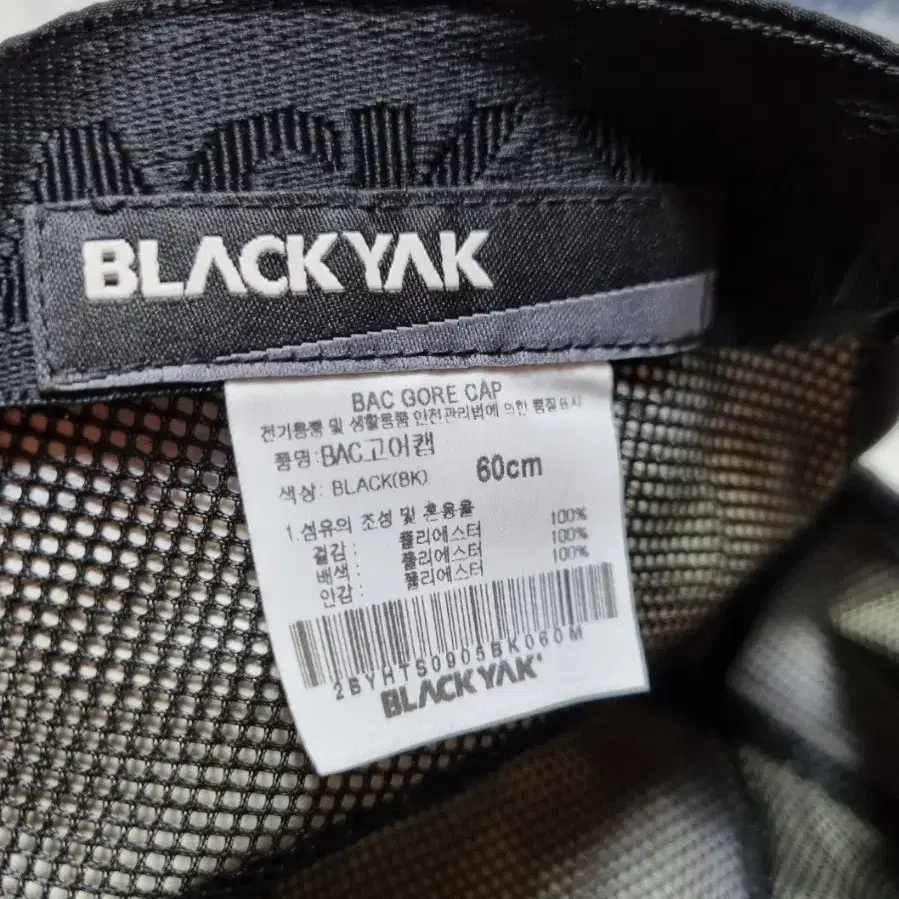 BLACKYAK
BAC GORE CAP
전기용품 및 생활용품 안전관리법에 의한 품질표시
품명:BAC고어캡
색상: BLACK(BK) 60cm
1.섬유의 조성 및 혼용율
겉감: 폴리에스터 100%
배색: 폴리에스터 100%
안감: 폴리에스터 100%
2BYHTS0905BK060M
BLACKYAK